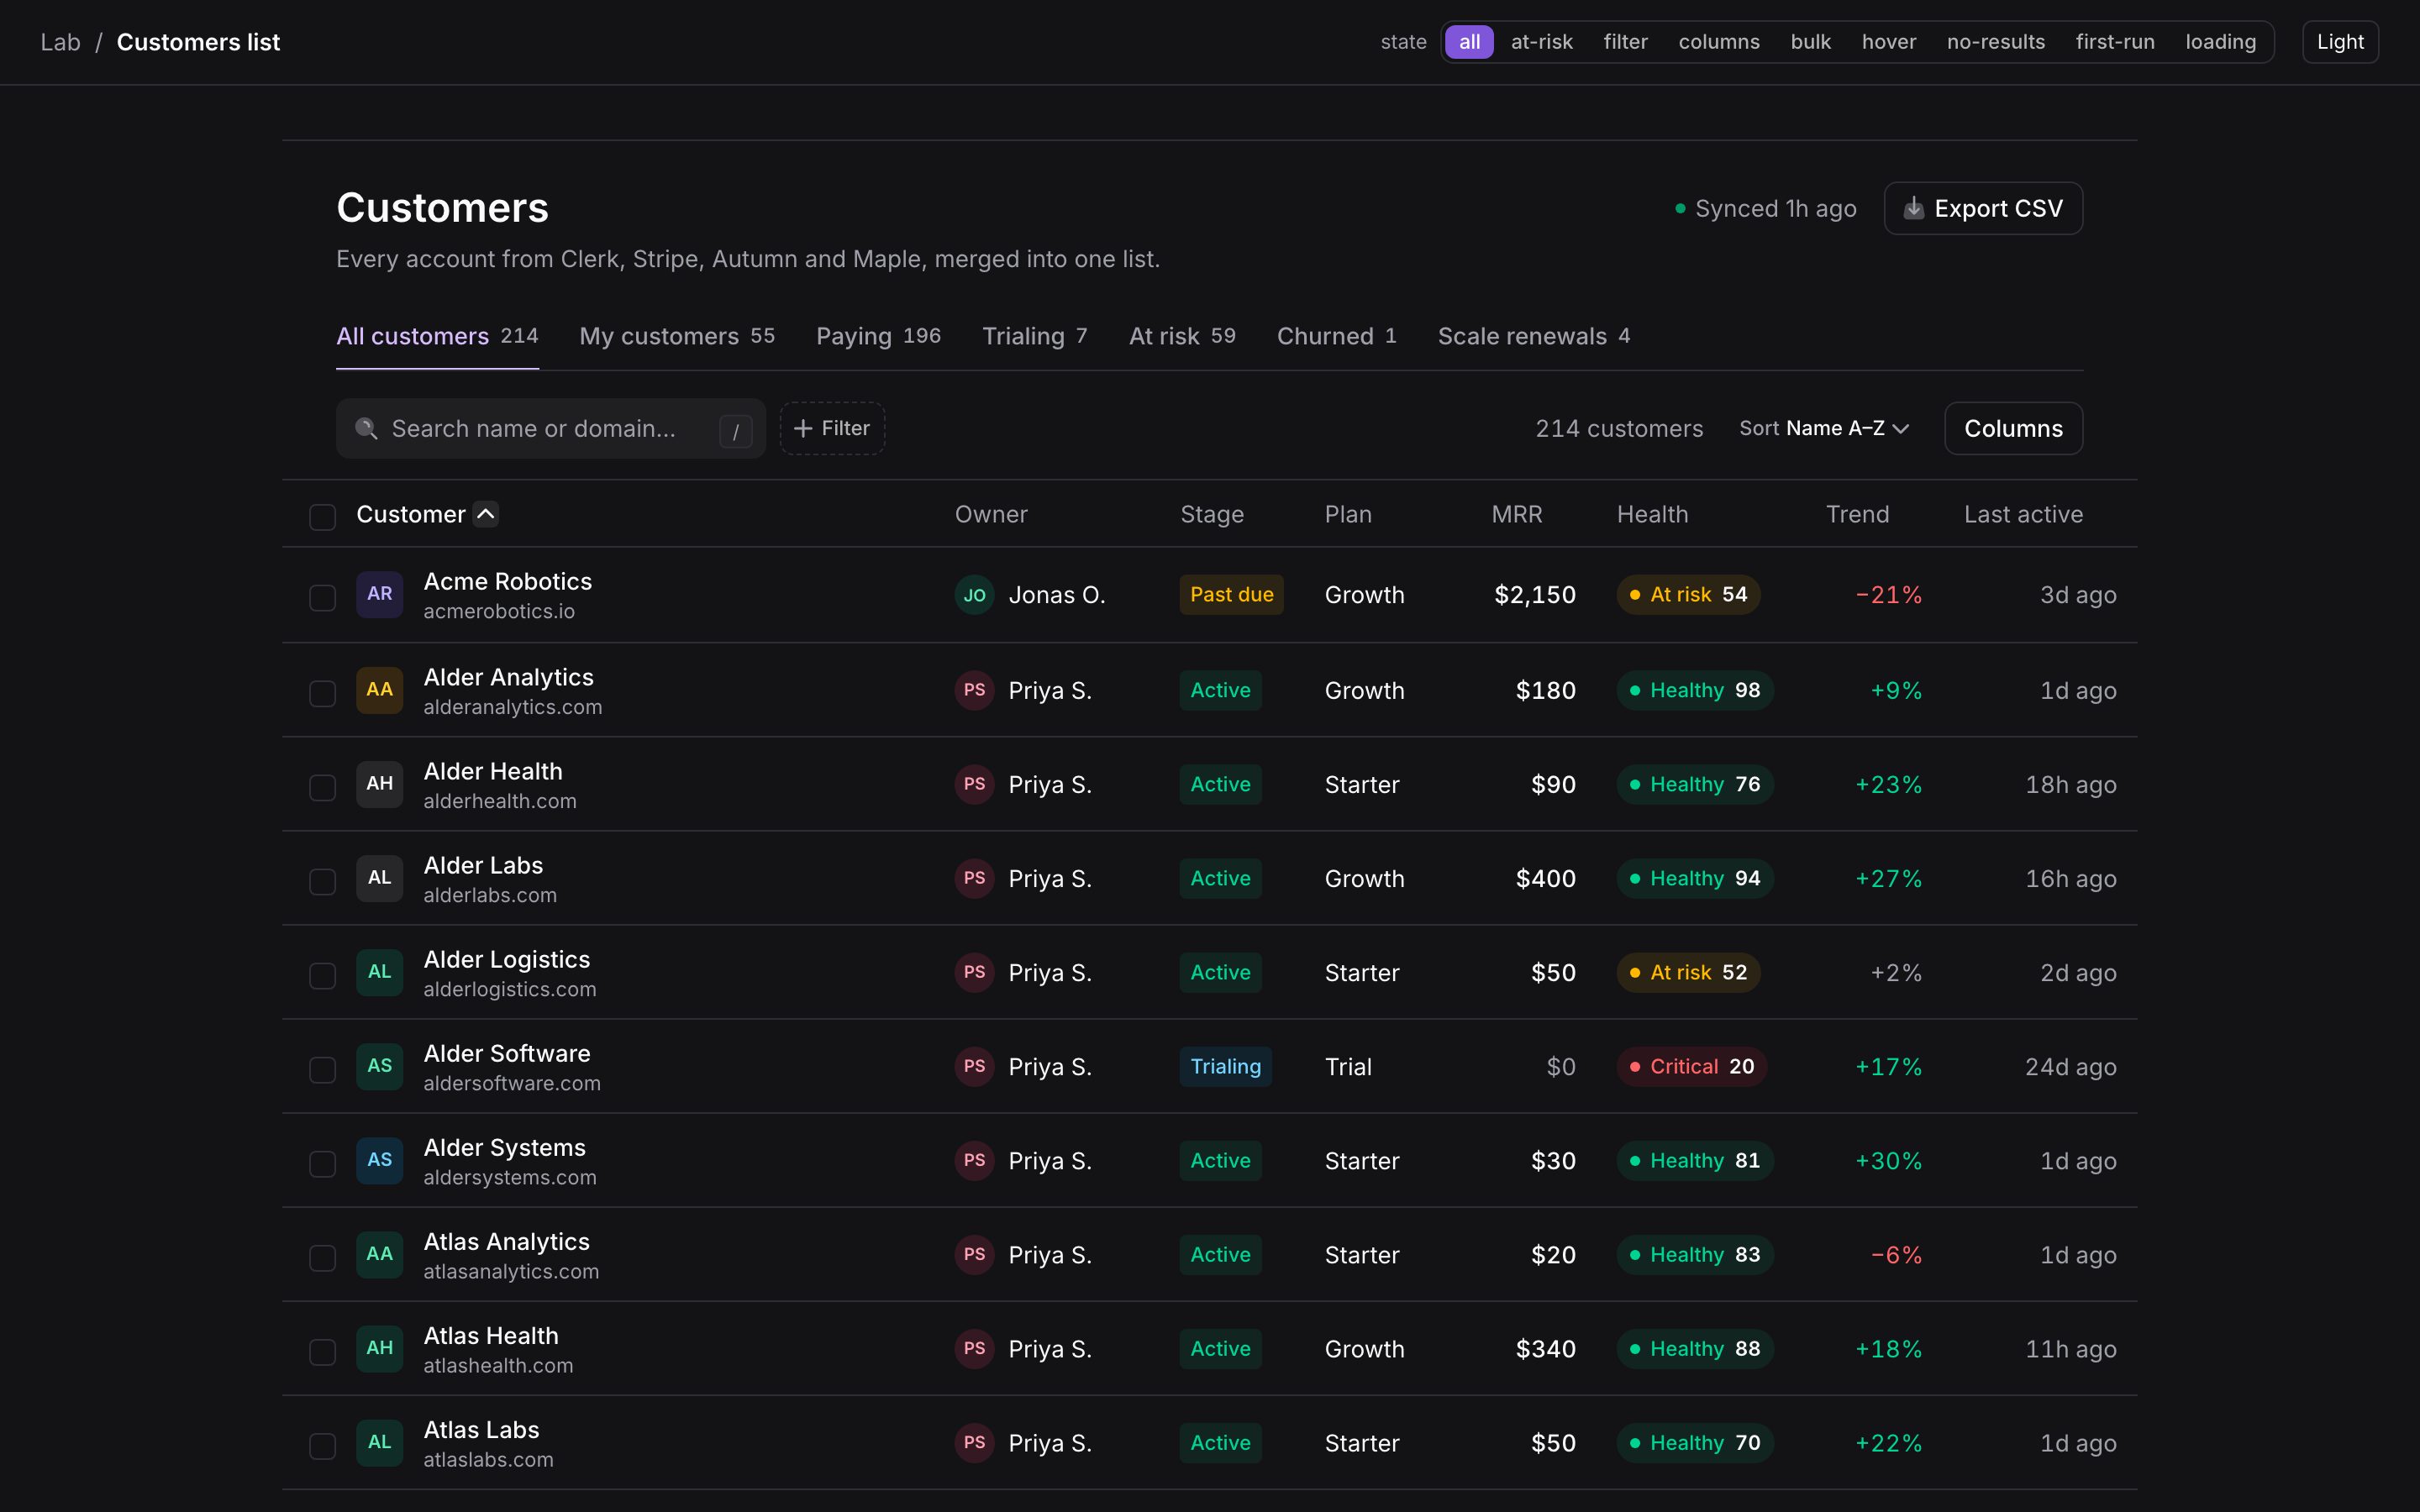 Lab / Customers list state all at-risk filter columns bulk hover no-results first-run loading Light
Customers Synced 1h ago Export CSV
Every account from Clerk, Stripe, Autumn and Maple, merged into one list.
All customers 214 My customers 55 Paying 196 Trialing 7 At risk 59 Churned 1 Scale renewals 4
Search name or domain... / + Filter 214 customers Sort Name A–Z Columns
Customer Owner Stage Plan MRR Health Trend Last active
AR Acme Robotics JO Jonas O. Past due Growth $2,150 At risk 54 −21% 3d ago
acmerobotics.io
AA Alder Analytics PS Priya S. Active Growth $180 Healthy 98 +9% 1d ago
alderanalytics.com
AH Alder Health PS Priya S. Active Starter $90 Healthy 76 +23% 18h ago
alderhealth.com
AL Alder Labs PS Priya S. Active Growth $400 Healthy 94 +27% 16h ago
alderlabs.com
AL Alder Logistics PS Priya S. Active Starter $50 At risk 52 +2% 2d ago
alderlogistics.com
AS Alder Software PS Priya S. Trialing Trial $0 Critical 20 +17% 24d ago
aldersoftware.com
AS Alder Systems PS Priya S. Active Starter $30 Healthy 81 +30% 1d ago
aldersystems.com
AA Atlas Analytics PS Priya S. Active Starter $20 Healthy 83 −6% 1d ago
atlasanalytics.com
AH Atlas Health PS Priya S. Active Growth $340 Healthy 88 +18% 11h ago
atlashealth.com
AL Atlas Labs PS Priya S. Active Starter $50 Healthy 70 +22% 1d ago
atlaslabs.com